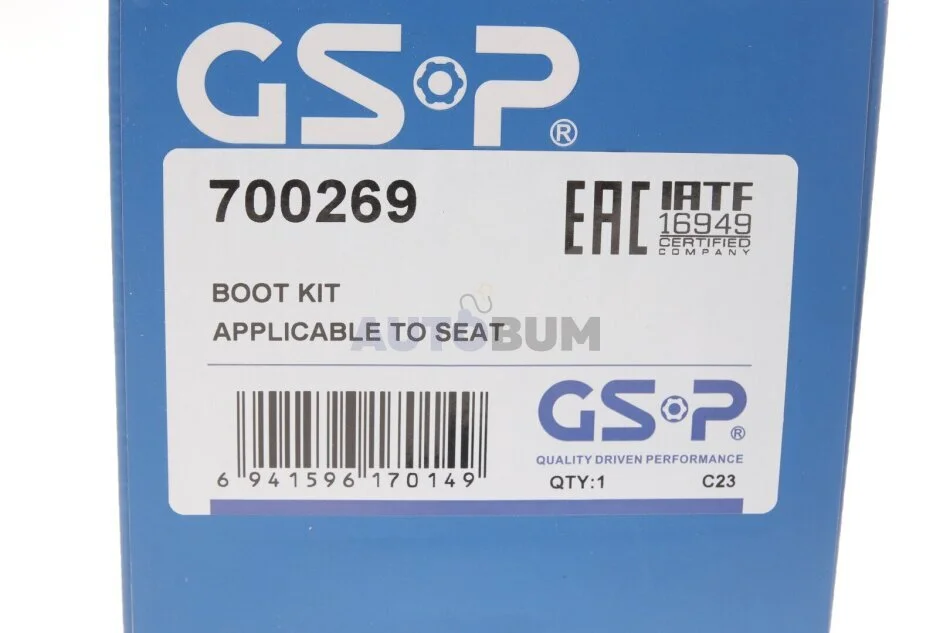 GSP®
700269
EAC
IATF
16949
CERTIFIED
COMPANY
BOOT KIT
APPLICABLE TO SEAT
AUTOBUM
GSP®
QUALITY DRIVEN PERFORMANCE
6 941596 170149
QTY:1 C23